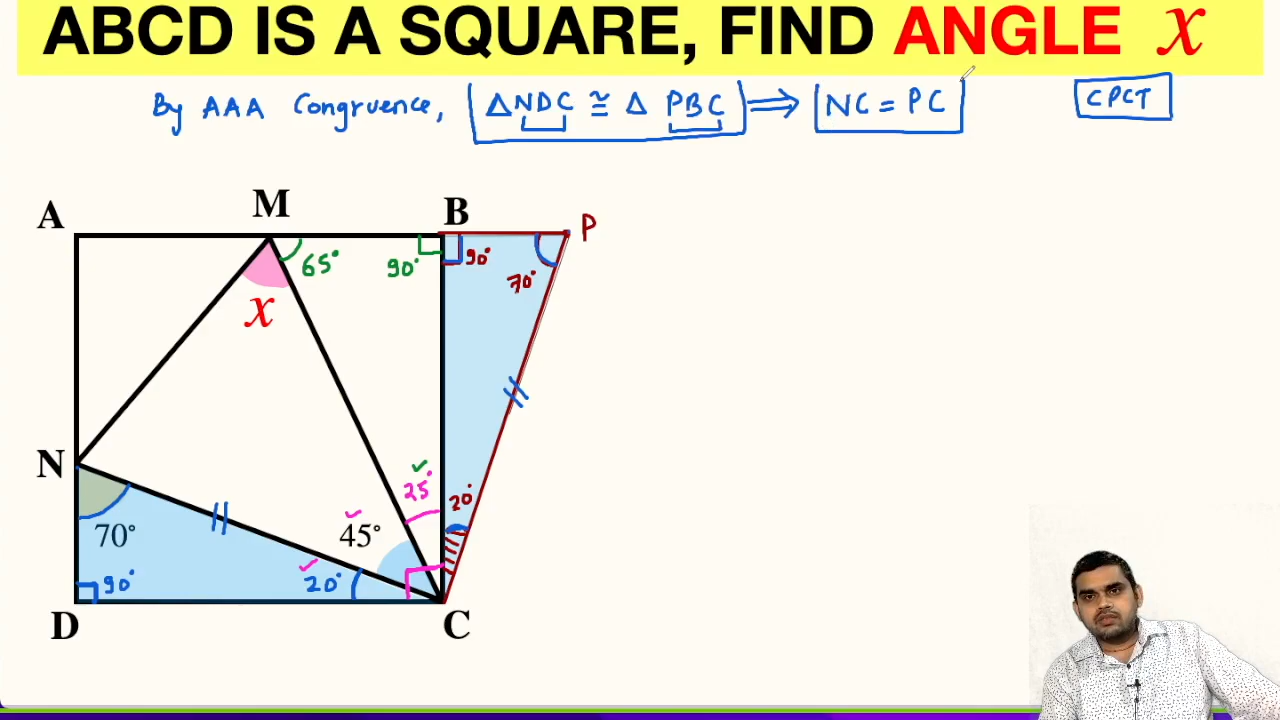 ABCD IS A SQUARE, FIND ANGLE x
By AAA Congruence, △NDC ≅ △ PBC ⟹ NC = PC CPCT
A M B P
65° 90° 90°
70°
x
N 25° 20°
70° 45°
90° 20°
D C